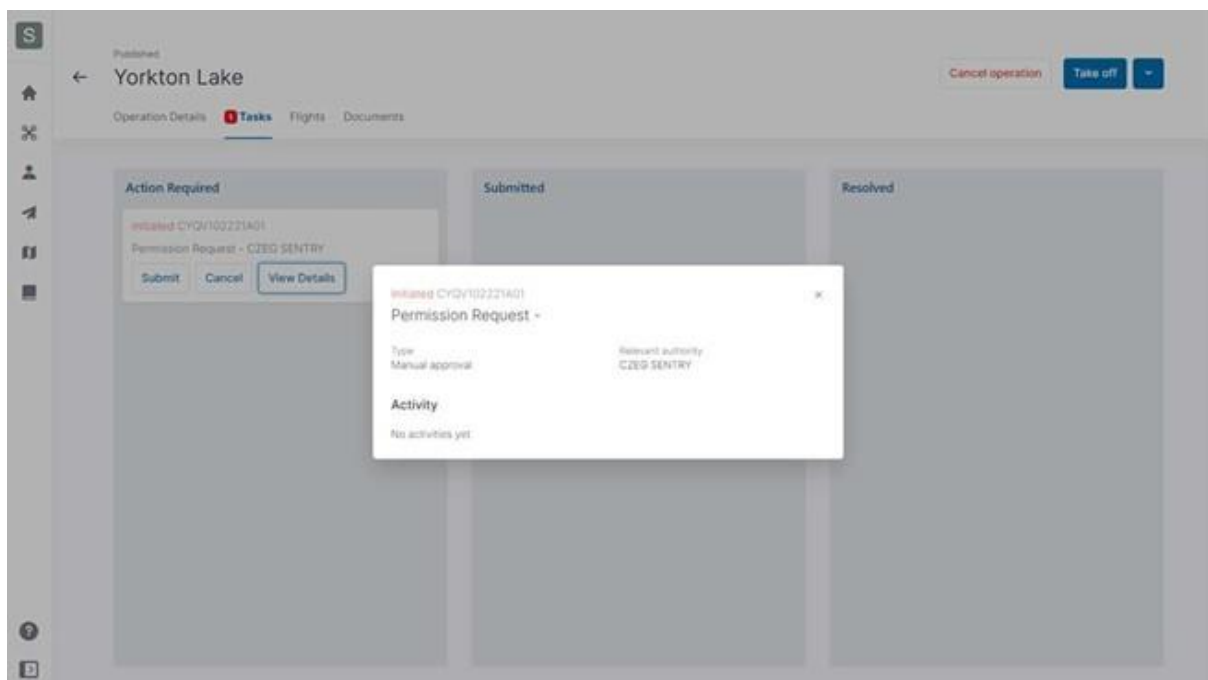 S
Published
Yorkton Lake
Cancel operation
Take off
Operation Details
1 Tasks
Flights
Documents
Action Required
Submitted
Resolved
Initiated CYQV102221A01
Permission Request - CZEG SENTRY
Submit
Cancel
View Details
Initiated CYQV102221A01
×
Permission Request -
Type
Relevant authority
Manual approval
CZEG SENTRY
Activity
No activities yet
?